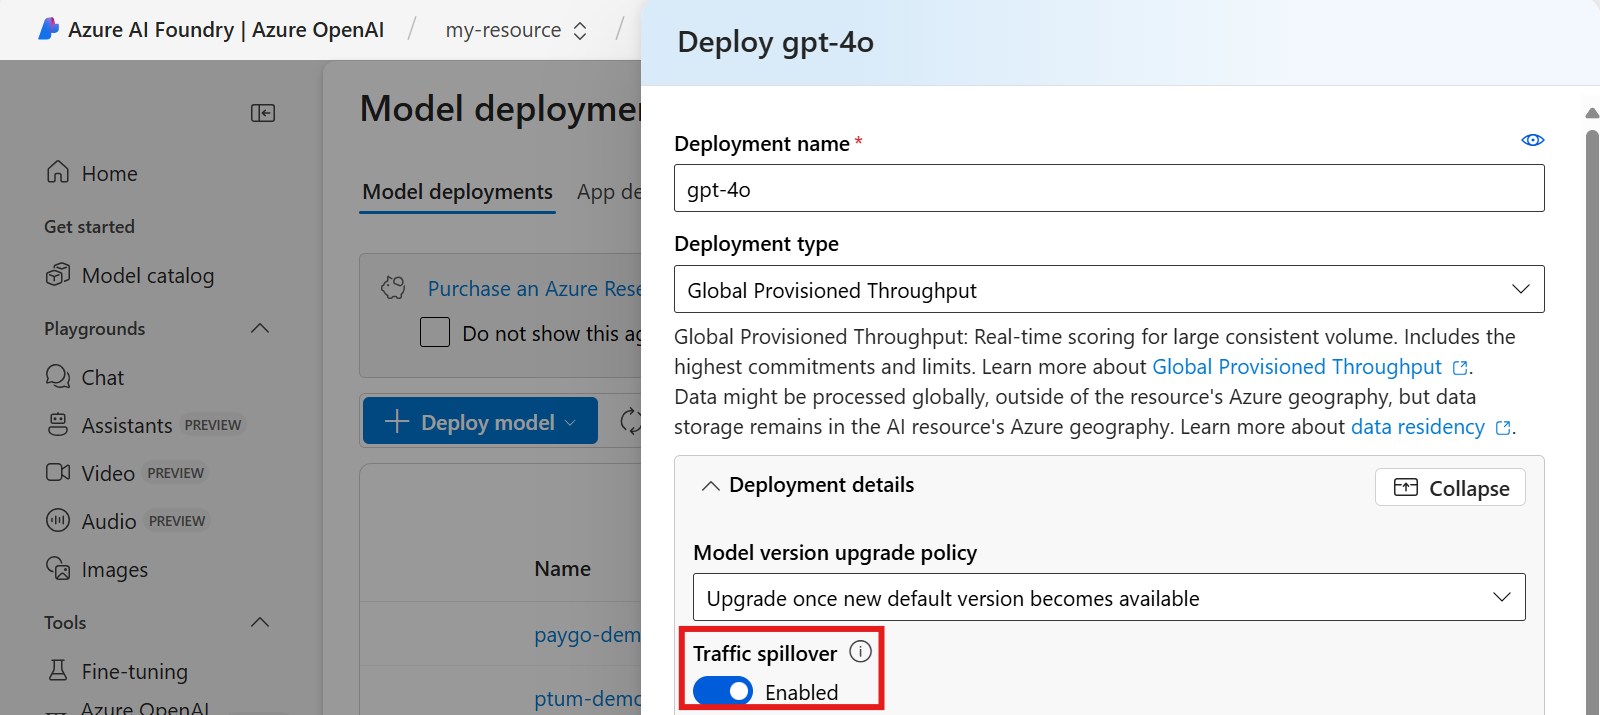 Azure AI Foundry | Azure OpenAI / my-resource /
Home
Get started
Model catalog
Playgrounds
Chat
Assistants PREVIEW
Video PREVIEW
Audio PREVIEW
Images
Tools
Fine-tuning
Azure OpenAI
Model deploymen
Model deployments App de
Purchase an Azure Rese
Do not show this ag
Deploy model
Name
paygo-dem
ptum-demo
Deploy gpt-4o
Deployment name *
gpt-4o
Deployment type
Global Provisioned Throughput
Global Provisioned Throughput: Real-time scoring for large consistent volume. Includes the
highest commitments and limits. Learn more about Global Provisioned Throughput.
Data might be processed globally, outside of the resource's Azure geography, but data
storage remains in the AI resource's Azure geography. Learn more about data residency.
Deployment details Collapse
Model version upgrade policy
Upgrade once new default version becomes available
Traffic spillover
Enabled